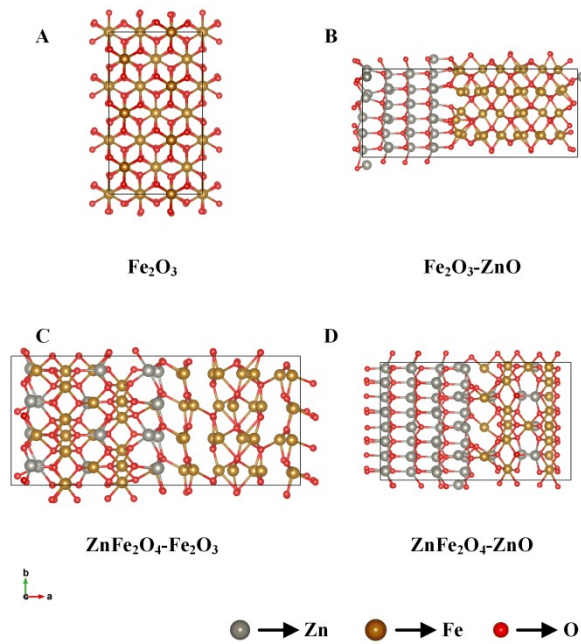 A
B
Fe₂O₃
Fe₂O₃-ZnO
C
D
ZnFe₂O₄-Fe₂O₃
ZnFe₂O₄-ZnO
b
c a
Zn Fe O